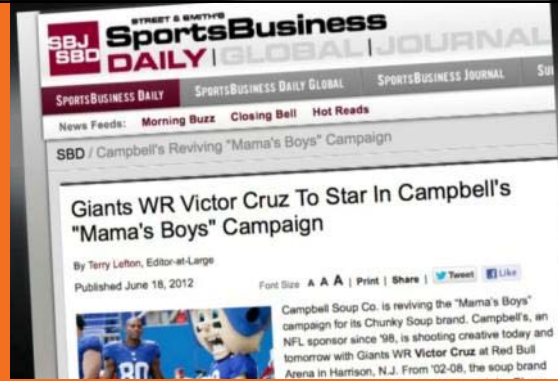 STREET & SMITH'S
SBJ SportsBusiness
SBD DAILY | GLOBAL | JOURNAL
SPORTSBUSINESS DAILY SPORTSBUSINESS DAILY GLOBAL SPORTSBUSINESS JOURNAL
News Feeds: Morning Buzz Closing Bell Hot Reads
SBD / Campbell's Reviving "Mama's Boys" Campaign
Giants WR Victor Cruz To Star In Campbell's
"Mama's Boys" Campaign
By Terry Lefton, Editor-at-Large
Published June 18, 2012
Font Size A A A | Print | Share | Tweet Like
Campbell Soup Co. is reviving the "Mama's Boys"
campaign for its Chunky Soup brand. Campbell's, an
NFL sponsor since '98, is shooting creative today and
tomorrow with Giants WR Victor Cruz at Red Bull
Arena in Harrison, N.J. From '02-08, the soup brand
80